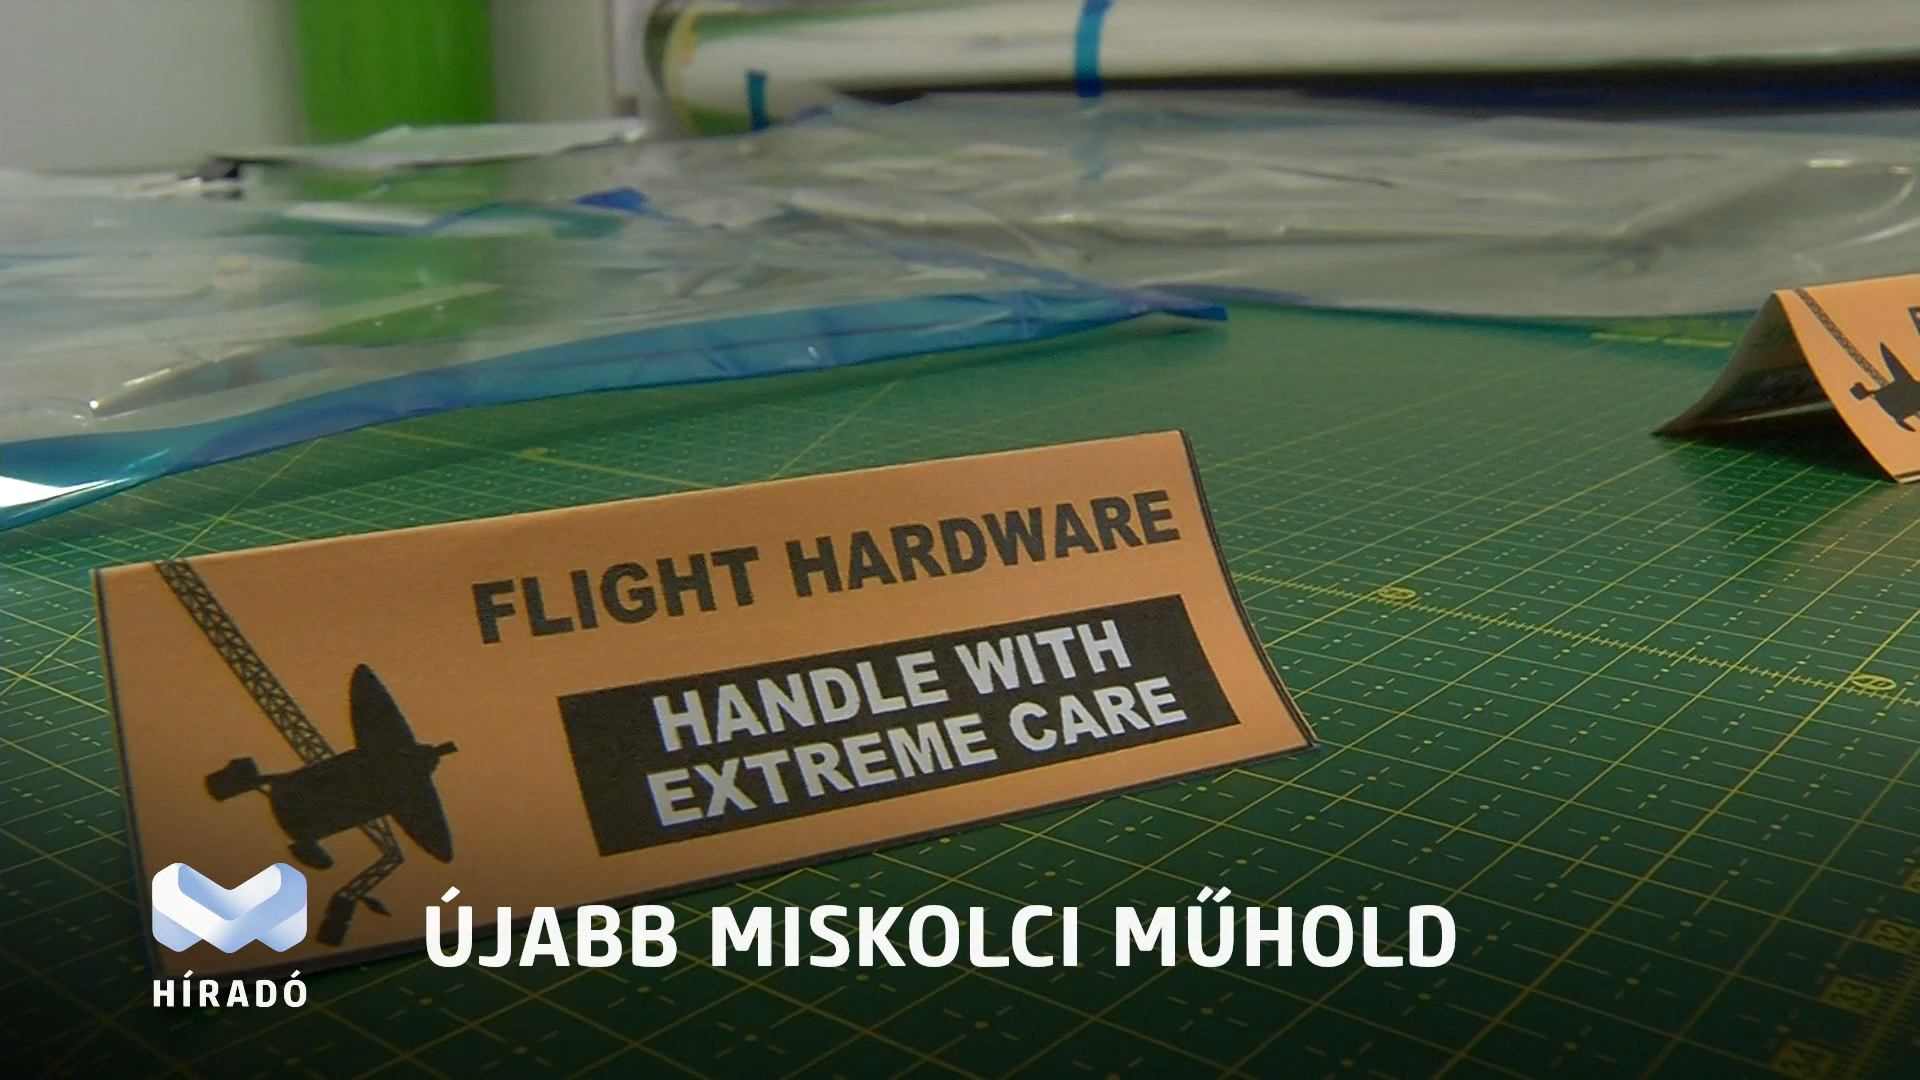 FLIGHT HARDWARE
HANDLE WITH
EXTREME CARE
ÚJABB MISKOLCI MŰHOLD
HÍRADÓ